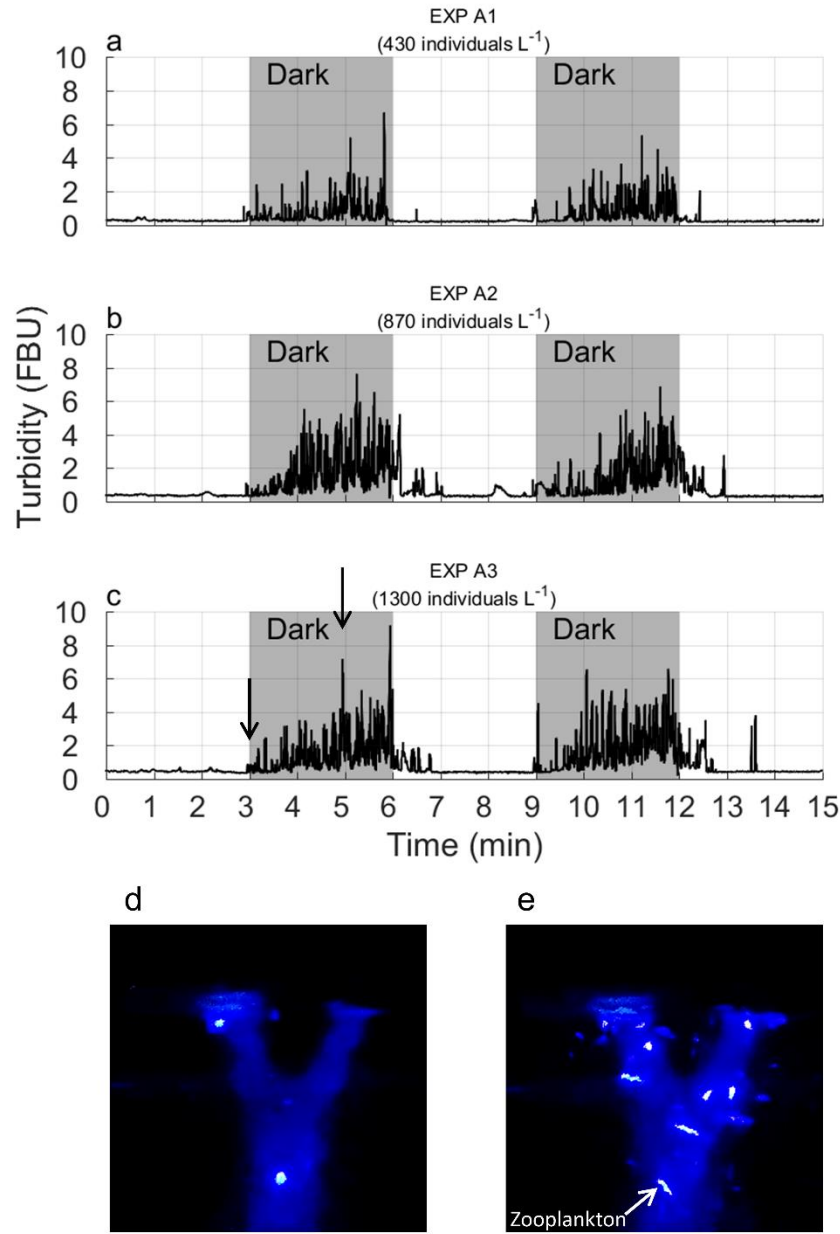 EXP A1
a
(430 individuals L-1)
10
8
6
4
2
0
Dark
Dark
EXP A2
b
(870 individuals L-1)
10
8
6
4
2
0
Dark
Dark
Turbidity (FBU)
EXP A3
c
(1300 individuals L-1)
10
8
6
4
2
0
Dark
Dark
0 1 2 3 4 5 6 7 8 9 10 11 12 13 14 15
Time (min)
d
e
Zooplankton